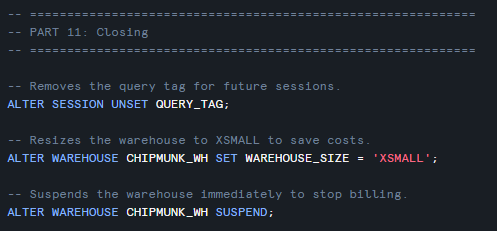 -- ============================================================
-- PART 11: Closing
-- ============================================================
-- Removes the query tag for future sessions.
ALTER SESSION UNSET QUERY_TAG;
-- Resizes the warehouse to XSMALL to save costs.
ALTER WAREHOUSE CHIPMUNK_WH SET WAREHOUSE_SIZE = 'XSMALL';
-- Suspends the warehouse immediately to stop billing.
ALTER WAREHOUSE CHIPMUNK_WH SUSPEND;